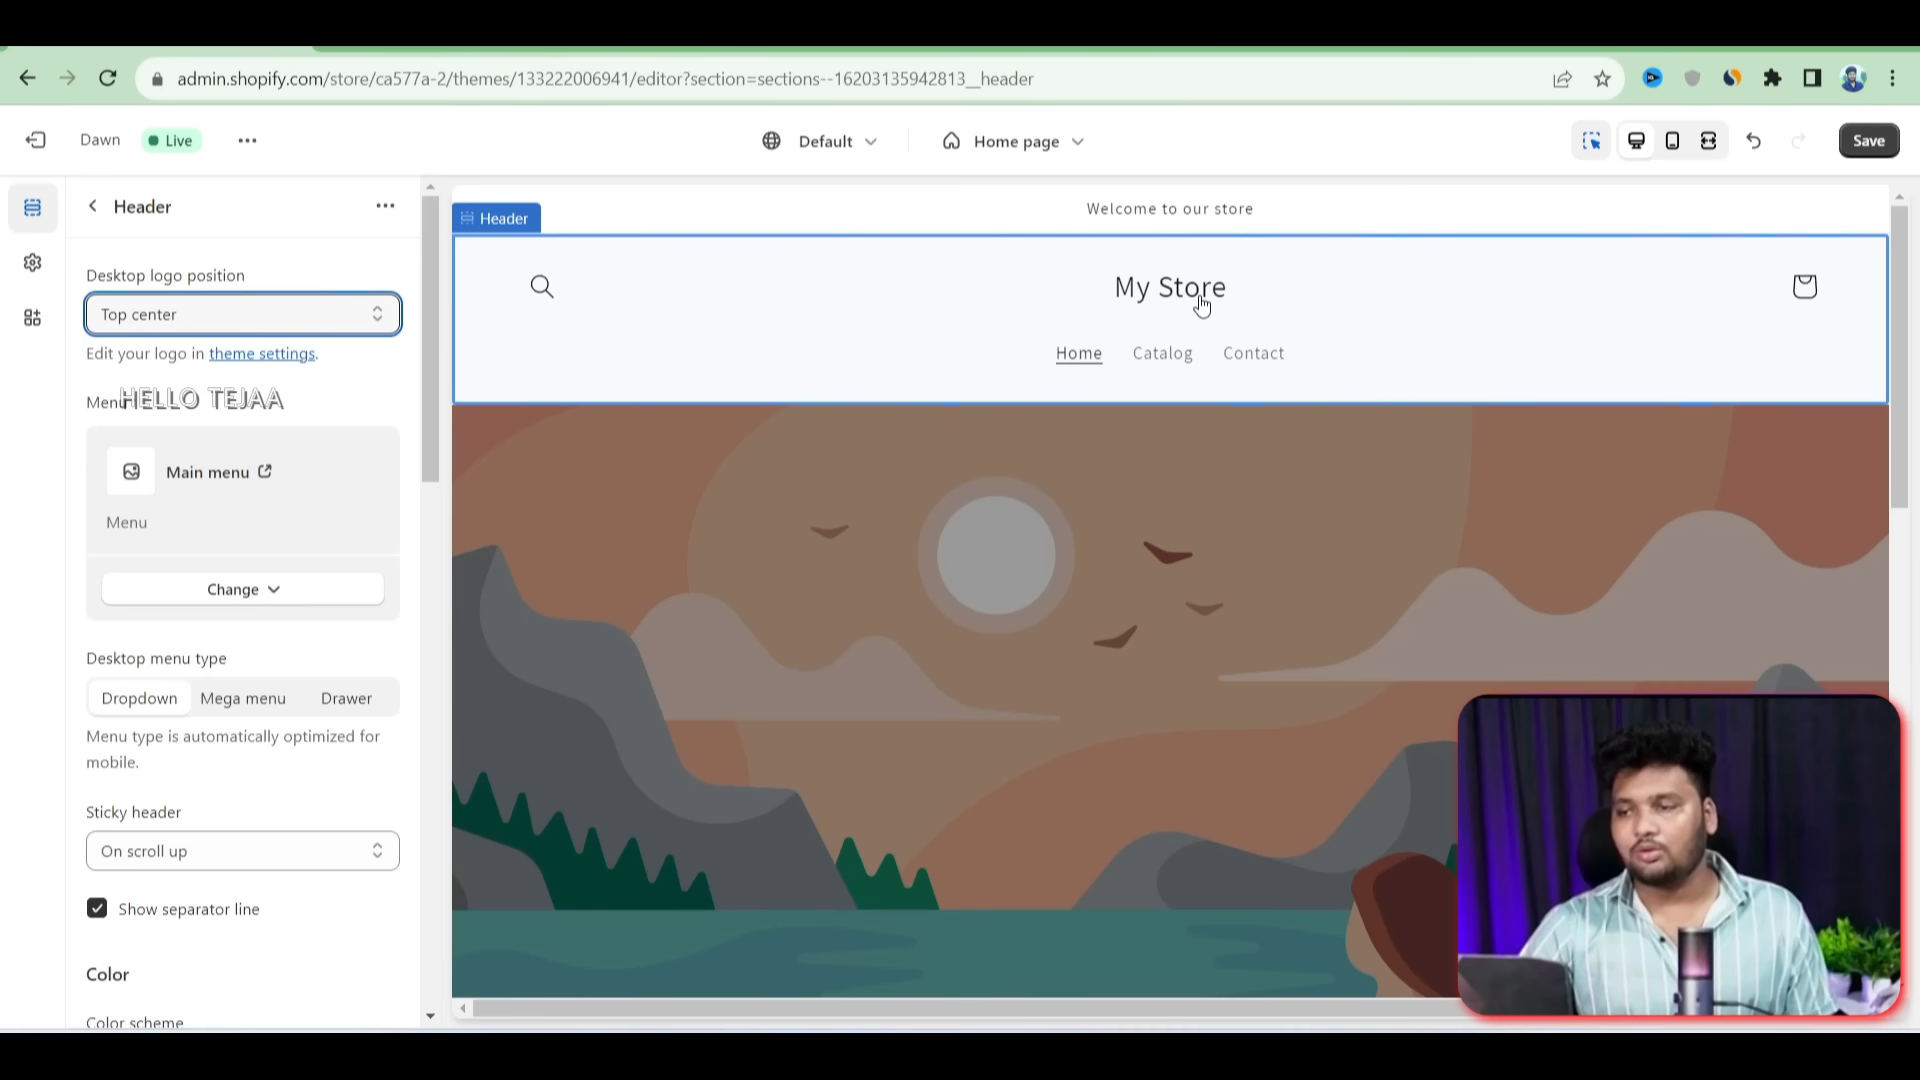 admin.shopify.com/store/ca577a-2/themes/133222006941/editor?section=sections--16203135942813__header
Dawn
Live
Default
Home page
Save
Header
Desktop logo position
Top center
Edit your logo in theme settings.
Menu
HELLO TEJAA
Main menu
Menu
Change
Desktop menu type
Dropdown
Mega menu
Drawer
Menu type is automatically optimized for
mobile.
Sticky header
On scroll up
Show separator line
Color
Color scheme
Welcome to our store
Header
My Store
Home
Catalog
Contact